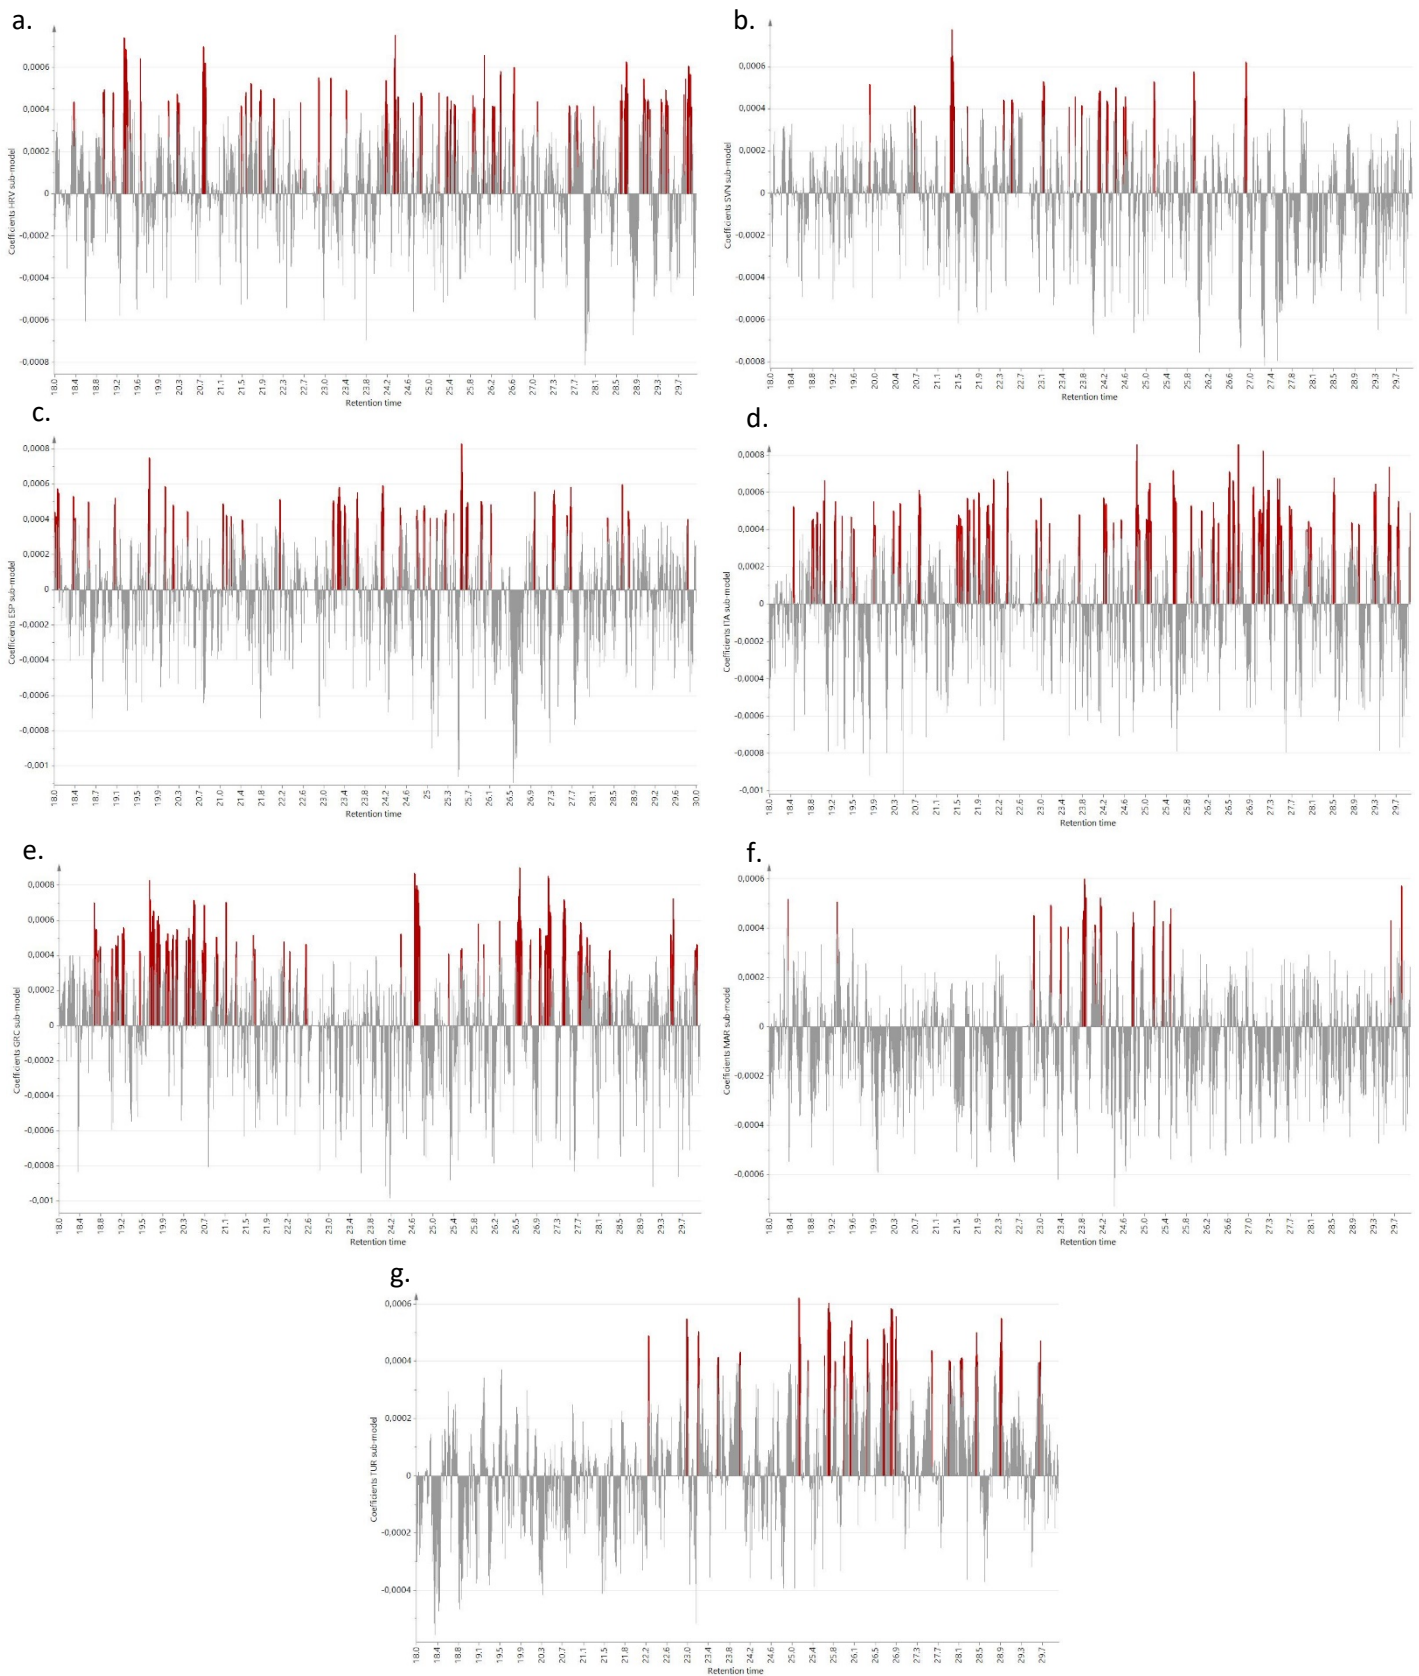 a.
Coefficients HRV sub-model
0,0006
0,0004
0,0002
0
-0,0002
-0,0004
-0,0006
-0,0008
18.0 18.4 18.8 19.2 19.6 20.0 20.3 20.7 21.1 21.5 21.9 22.3 22.6 23.0 23.4 23.8 24.2 24.6 25.0 25.4 25.8 26.2 26.6 27.0 27.3 27.7 28.1 28.5 28.9 29.3 29.7
Retention time
b.
Coefficients SVN sub-model
0,0006
0,0004
0,0002
0
-0,0002
-0,0004
-0,0006
-0,0008
18.0 18.4 18.8 19.2 19.6 20.0 20.4 20.7 21.1 21.5 21.9 22.3 22.7 23.1 23.4 23.8 24.2 24.6 25.0 25.4 25.8 26.2 26.6 27.0 27.4 27.8 28.1 28.5 28.9 29.3 29.7
Retention time
c.
Coefficients ESP sub-model
0,0008
0,0006
0,0004
0,0002
0
-0,0002
-0,0004
-0,0006
-0,0008
-0,001
18.0 18.4 18.7 19.1 19.5 19.9 20.3 20.7 21.0 21.4 21.8 22.2 22.6 22.9 23.4 23.8 24.2 24.6 25 25.3 25.7 26.1 26.5 26.9 27.3 27.7 28.1 28.4 28.8 29.2 29.6 30.0
Retention time
d.
Coefficients ITA sub-model
0,0008
0,0006
0,0004
0,0002
0
-0,0002
-0,0004
-0,0006
-0,0008
-0,001
18.0 18.4 18.8 19.2 19.5 19.9 20.3 20.7 21.1 21.5 21.8 22.2 22.6 23.0 23.4 23.8 24.2 24.6 25.0 25.4 25.8 26.2 26.5 26.9 27.3 27.7 28.1 28.5 28.9 29.3 29.7
Retention time
e.
Coefficients GRC sub-model
0,0008
0,0006
0,0004
0,0002
0
-0,0002
-0,0004
-0,0006
-0,0008
-0,001
18.0 18.4 18.8 19.2 19.5 19.9 20.3 20.7 21.1 21.5 21.8 22.2 22.6 23.0 23.4 23.8 24.2 24.6 25.0 25.4 25.8 26.2 26.5 26.9 27.3 27.7 28.1 28.5 28.9 29.2 29.7
Retention time
f.
Coefficients MAR sub-model
0,0006
0,0004
0,0002
0
-0,0002
-0,0004
-0,0006
18.0 18.4 18.8 19.2 19.6 19.9 20.3 20.7 21.1 21.5 21.9 22.2 22.6 23.0 23.4 23.8 24.2 24.6 25.0 25.4 25.8 26.2 26.6 27.0 27.3 27.7 28.1 28.5 28.9 29.3 29.7
Retention time
g.
Coefficients TUR sub-model
0,0006
0,0004
0,0002
0
-0,0002
-0,0004
18.0 18.4 18.8 19.1 19.5 19.9 20.3 20.7 21.1 21.4 21.8 22.2 22.6 23.0 23.4 23.8 24.2 24.6 25.0 25.4 25.8 26.1 26.5 26.9 27.3 27.7 28.1 28.5 28.9 29.3 29.7
Retention time